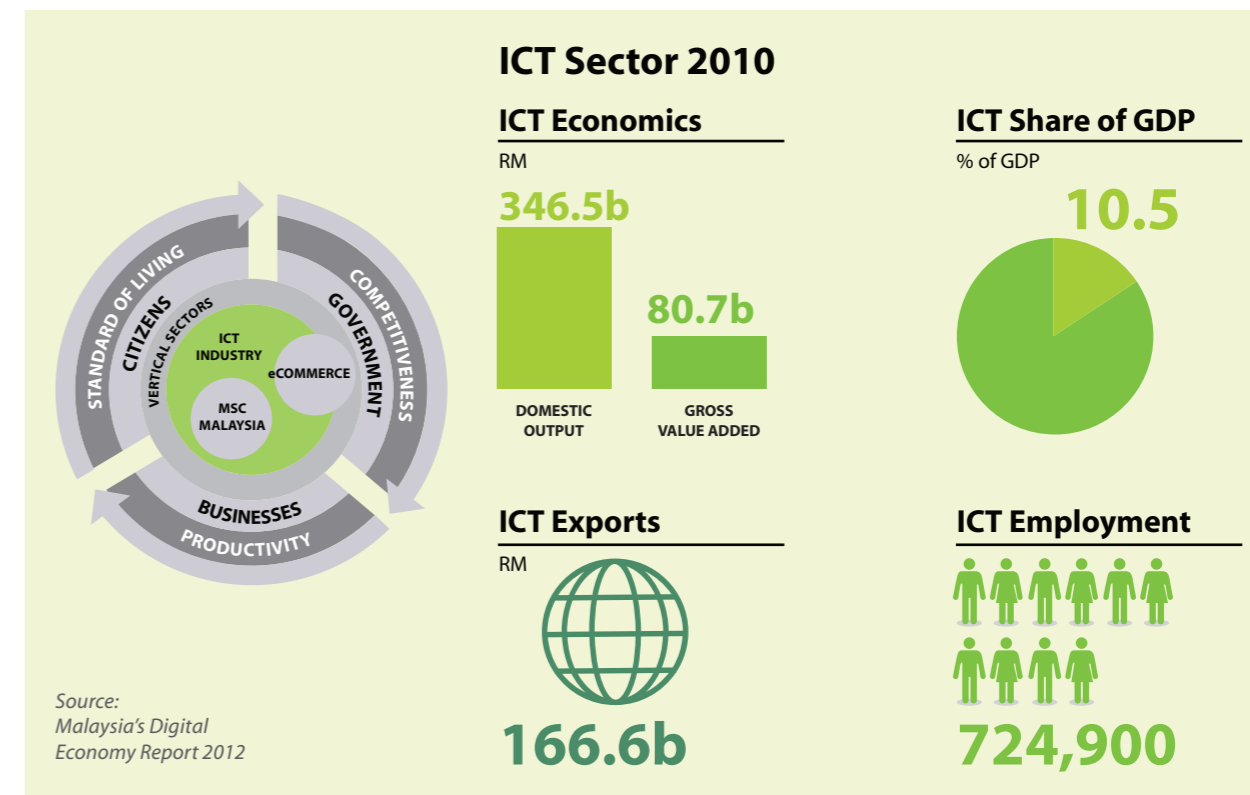 ICT Sector 2010
ICT Economics
RM
346.5b
80.7b
DOMESTIC
OUTPUT
GROSS
VALUE ADDED
ICT Share of GDP
% of GDP
10.5
STANDARD OF LIVING
CITIZENS
VERTICAL SECTORS
COMPETITIVENESS
GOVERNMENT
ICT
INDUSTRY
eCOMMERCE
MSC
MALAYSIA
BUSINESSES
PRODUCTIVITY
ICT Exports
RM
166.6b
ICT Employment
724,900
Source:
Malaysia's Digital
Economy Report 2012